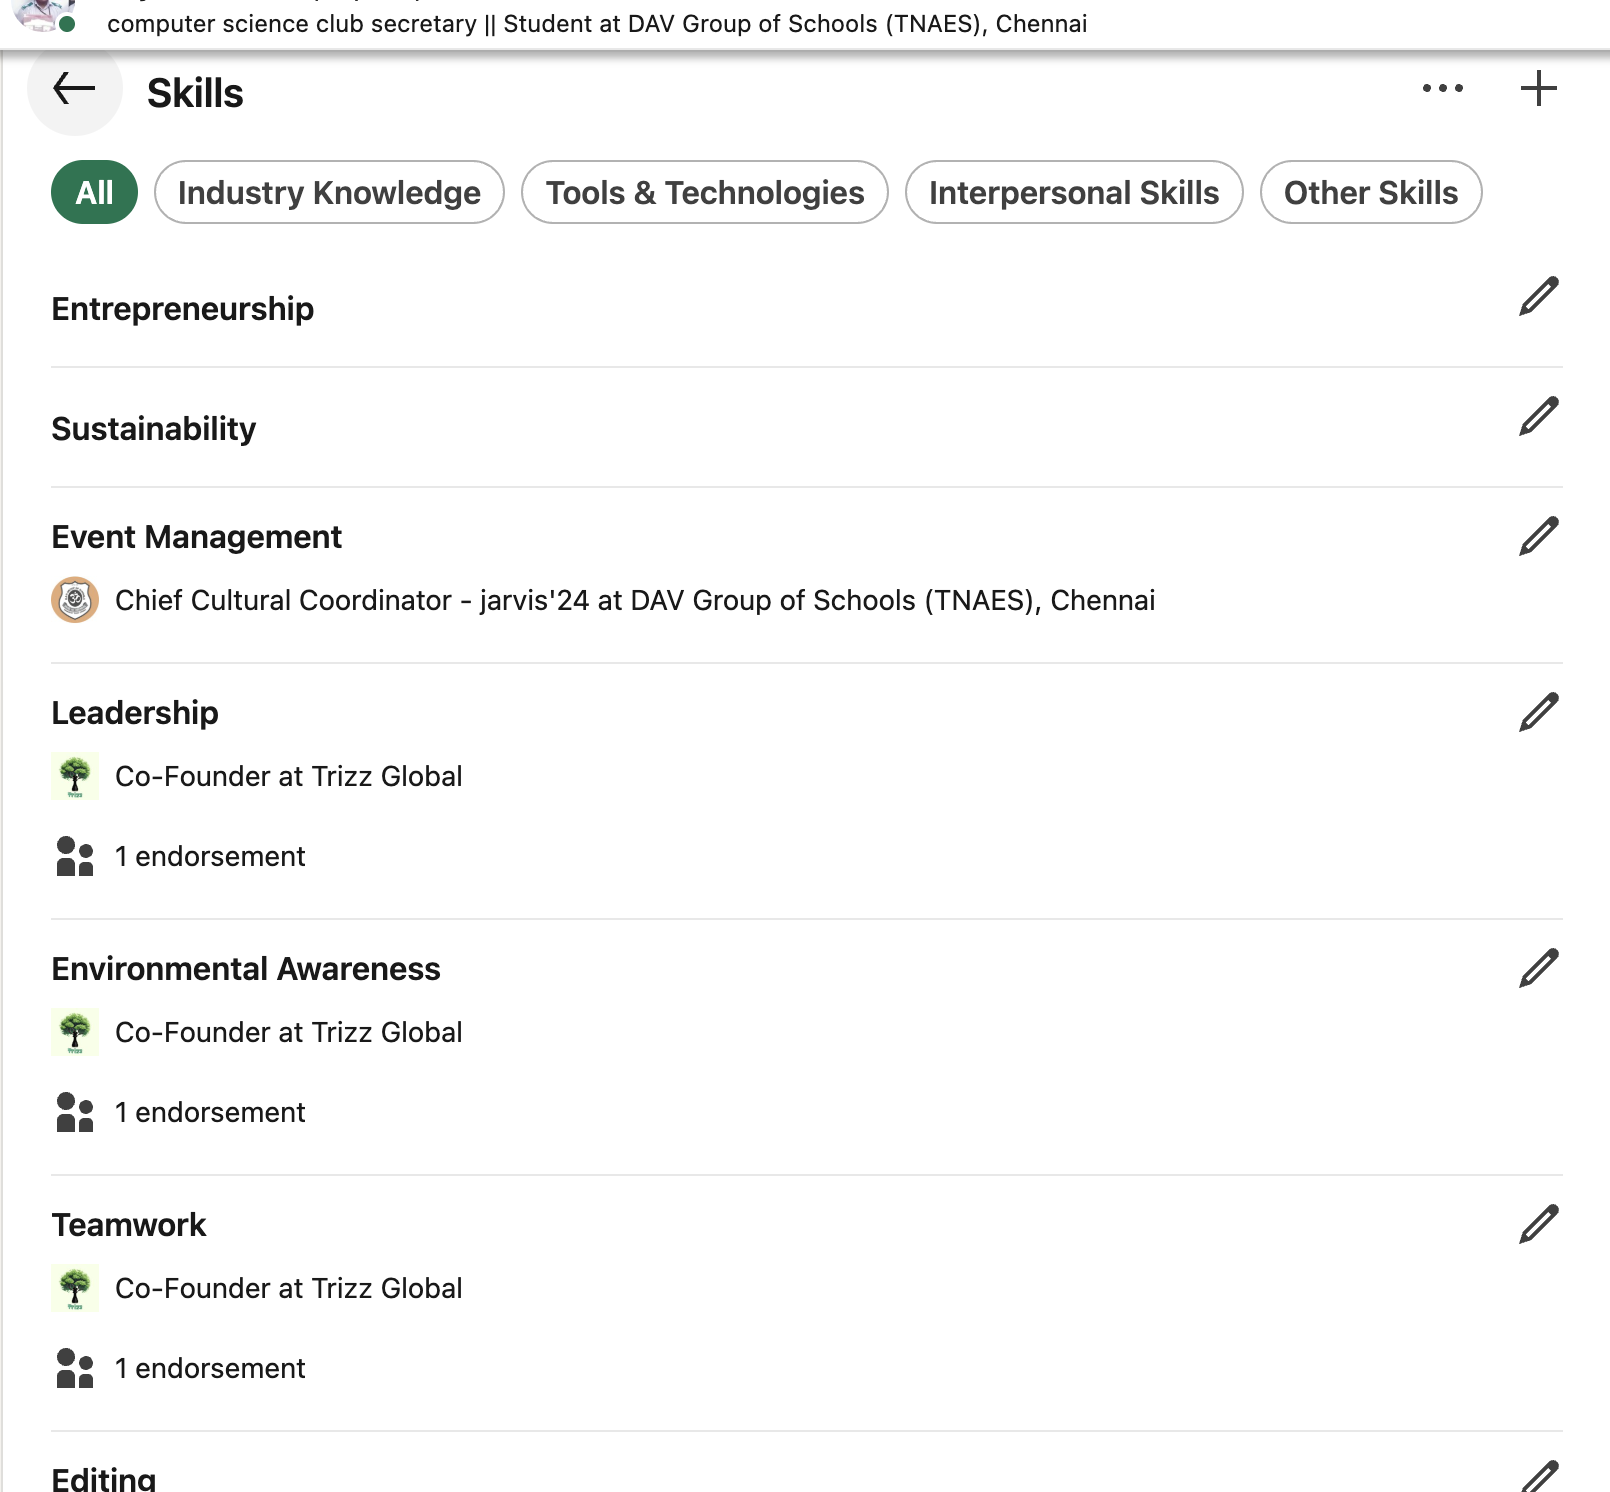 computer science club secretary || Student at DAV Group of Schools (TNAES), Chennai
Skills
All
Industry Knowledge
Tools & Technologies
Interpersonal Skills
Other Skills
Entrepreneurship
Sustainability
Event Management
Chief Cultural Coordinator - jarvis'24 at DAV Group of Schools (TNAES), Chennai
Leadership
Trizz
Co-Founder at Trizz Global
1 endorsement
Environmental Awareness
Trizz
Co-Founder at Trizz Global
1 endorsement
Teamwork
Trizz
Co-Founder at Trizz Global
1 endorsement
Editing